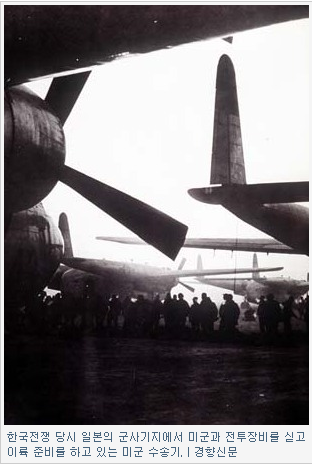 한국전쟁 당시 일본의 군사기지에서 미군과 전투장비를 싣고
이륙 준비를 하고 있는 미군 수송기. | 경향신문